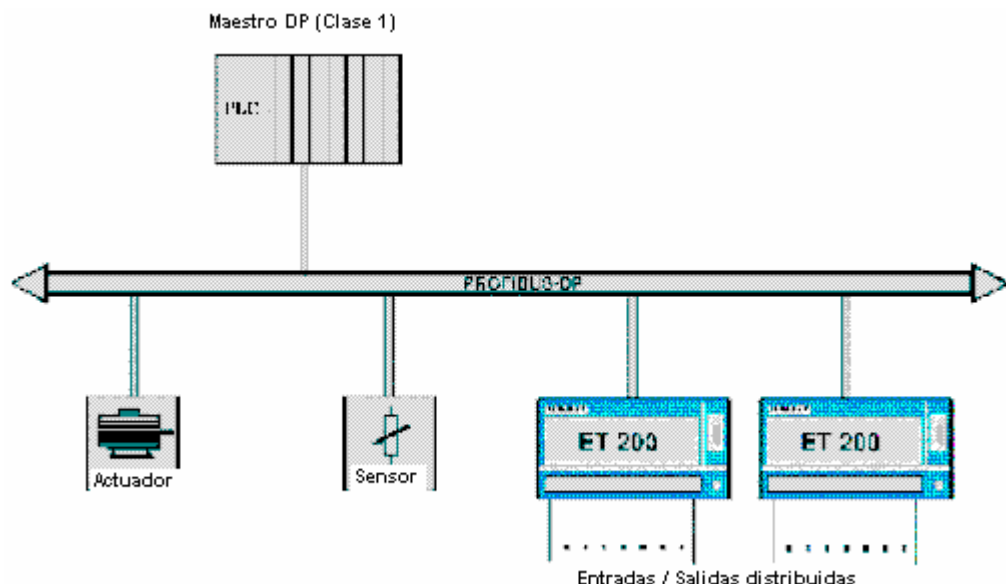 Maestro DP (Clase 1)
PLC
PROFIBUS-DP
Actuador
Sensor
ET 200
ET 200
Entradas / Salidas distribuidas